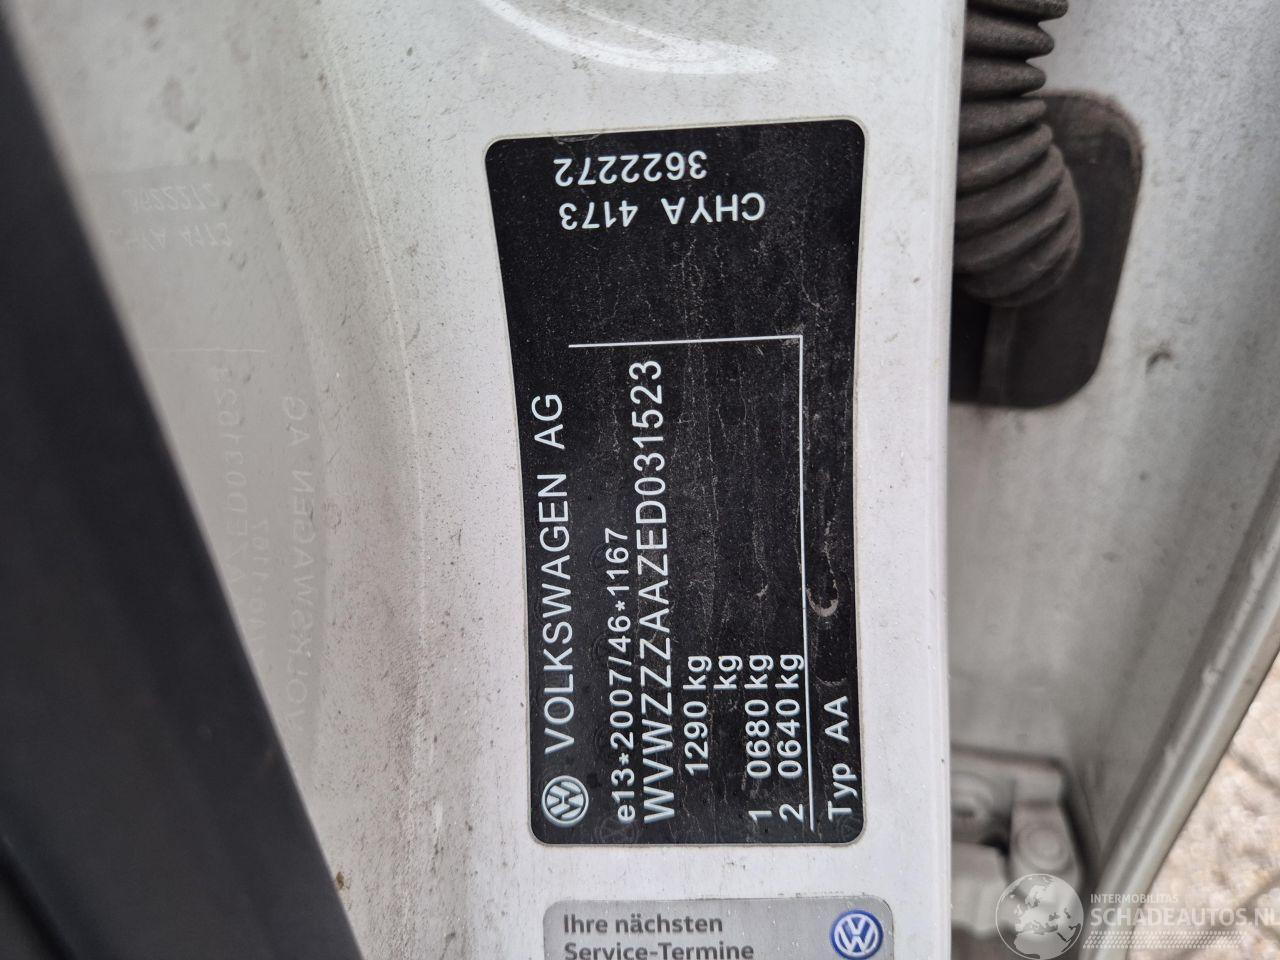 VOLKSWAGEN AG
e13*2007/46*1167
WVWZZZAAZED031523
1290 kg
kg
1 0680 kg
2 0640 kg
Typ AA
CHYA 4173
3622272
Ihre nächsten
Service-Termine
INTERMOBILITAS
SCHADEAUTOS.NL